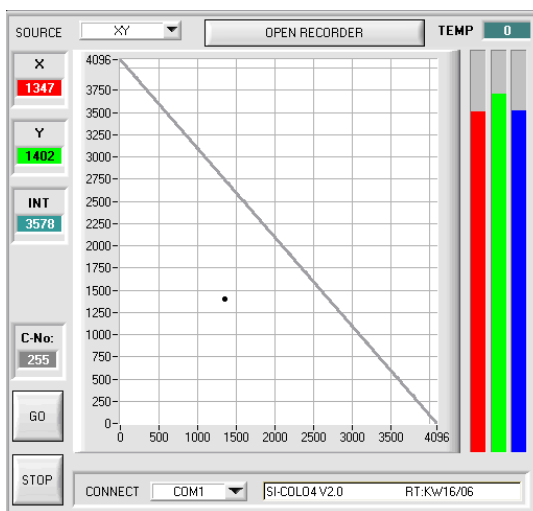 SOURCE XY OPEN RECORDER TEMP 0
X
1347
Y
1402
INT
3578
C-No:
255
GO
STOP
4096
3750
3500
3250
3000
2750
2500
2250
2000
1750
1500
1250
1000
750
500
250
0
0 500 1000 1500 2000 2500 3000 3500 4096
CONNECT COM1 SI-COLO4 V2.0 RT:KW16/06